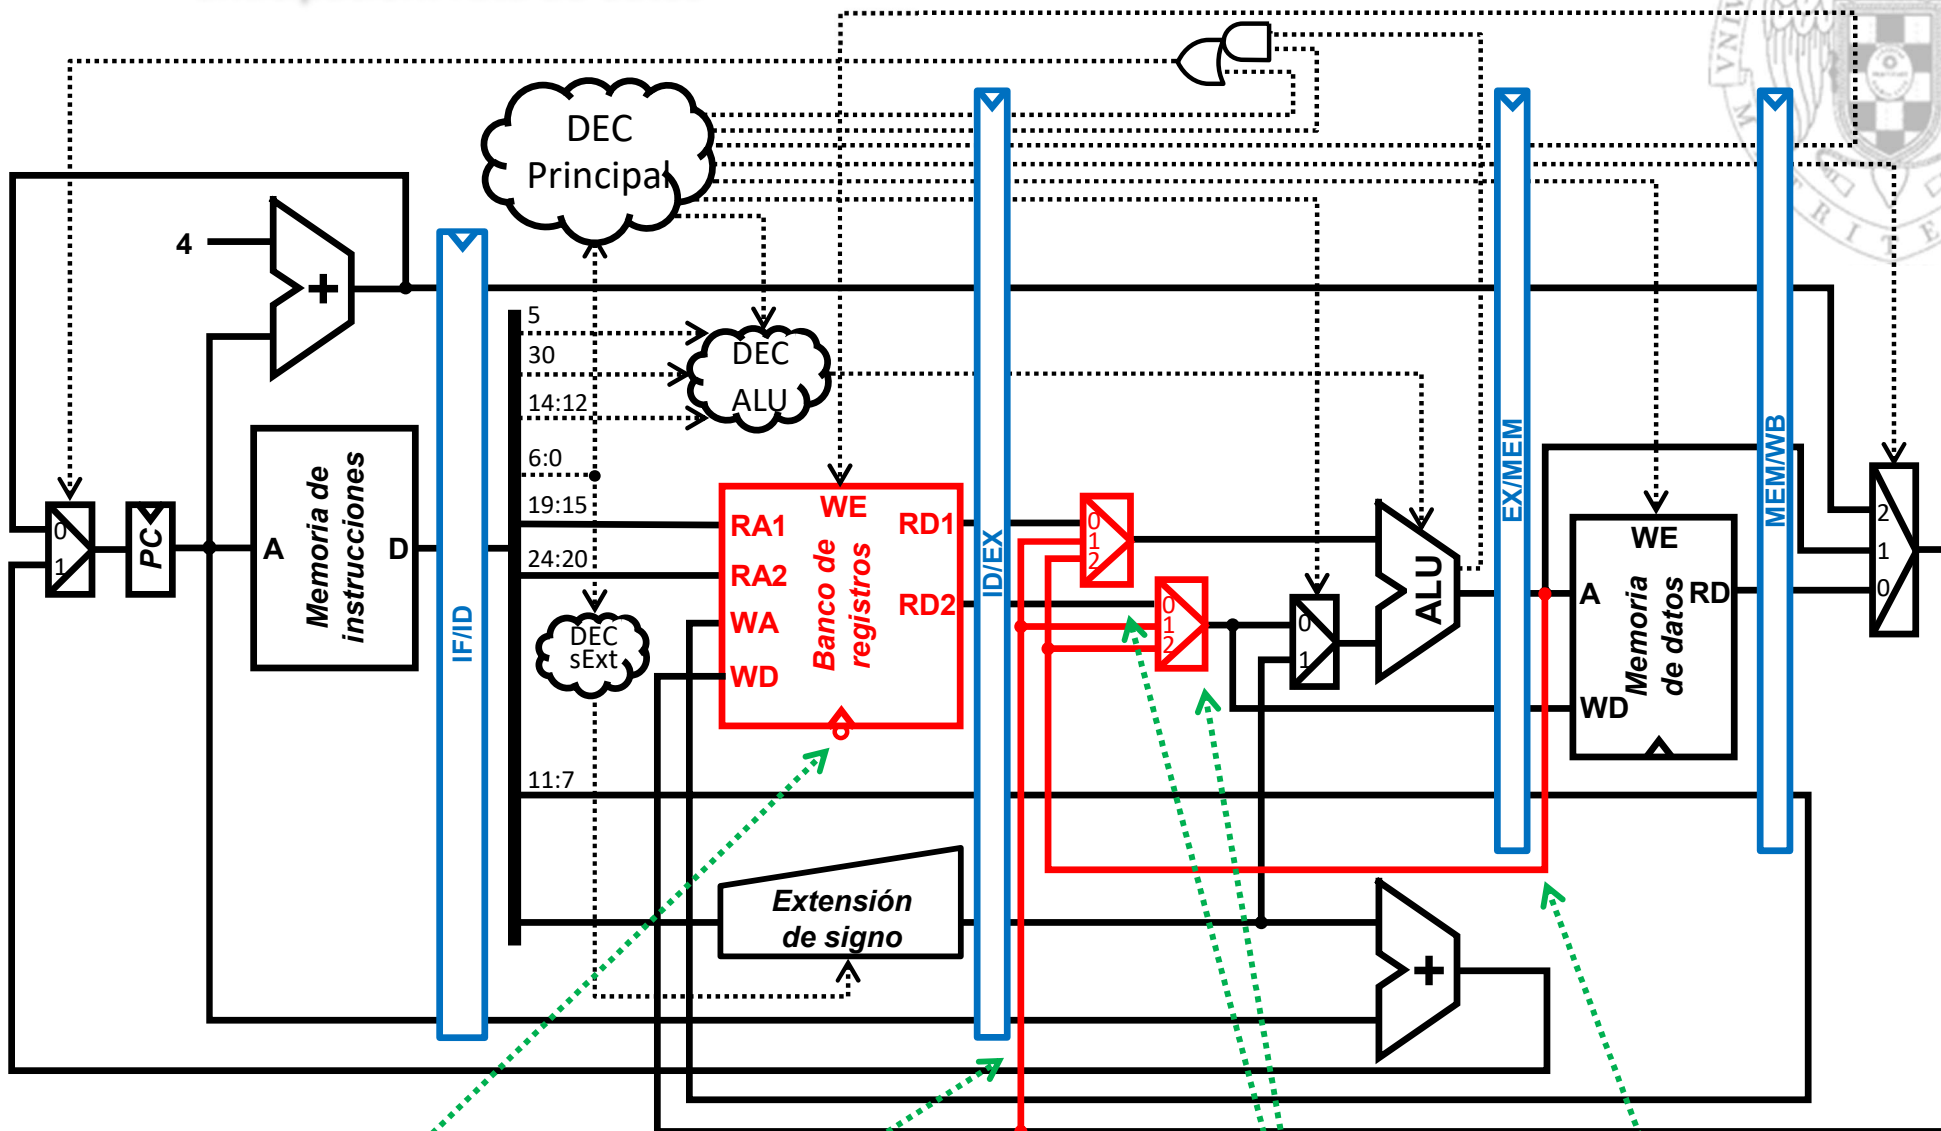 DEC
Principal
4
+
5
30
14:12
6:0
19:15
24:20
11:7
DEC
ALU
DEC
sExt
0
1
PC
A
D
Memoria de
instrucciones
IF/ID
WE
RA1
RA2
WA
WD
RD1
RD2
Banco de
registros
ID/EX
0
1
2
0
1
2
0
1
ALU
EX/MEM
WE
A
RD
WD
Memoria
de datos
MEM/WB
2
1
0
Extensión
de signo
+